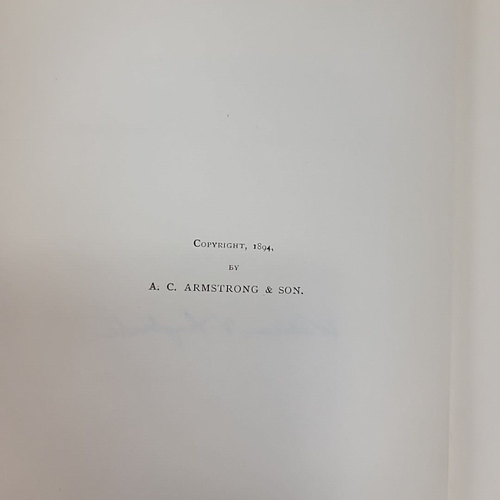 Copyright, 1894,
BY
A. C. ARMSTRONG & SON.